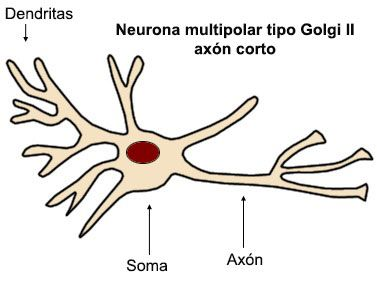 Dendritas
Neurona multipolar tipo Golgi II
axón corto
Soma
Axón